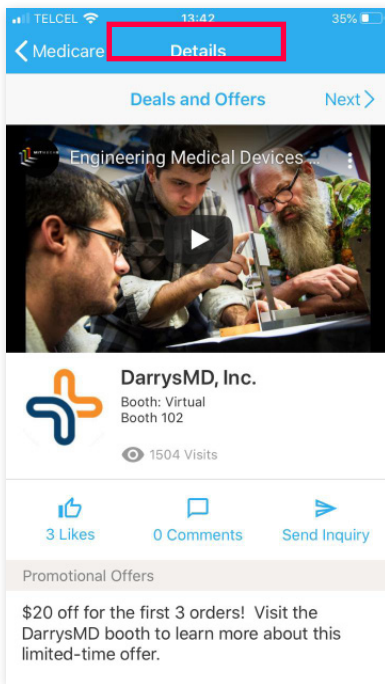 TELCEL 13:42 35%
Medicare Details
Deals and Offers Next
Engineering Medical Devices ...
DarrysMD, Inc.
Booth: Virtual
Booth 102
1504 Visits
3 Likes 0 Comments Send Inquiry
Promotional Offers
$20 off for the first 3 orders! Visit the
DarrysMD booth to learn more about this
limited-time offer.